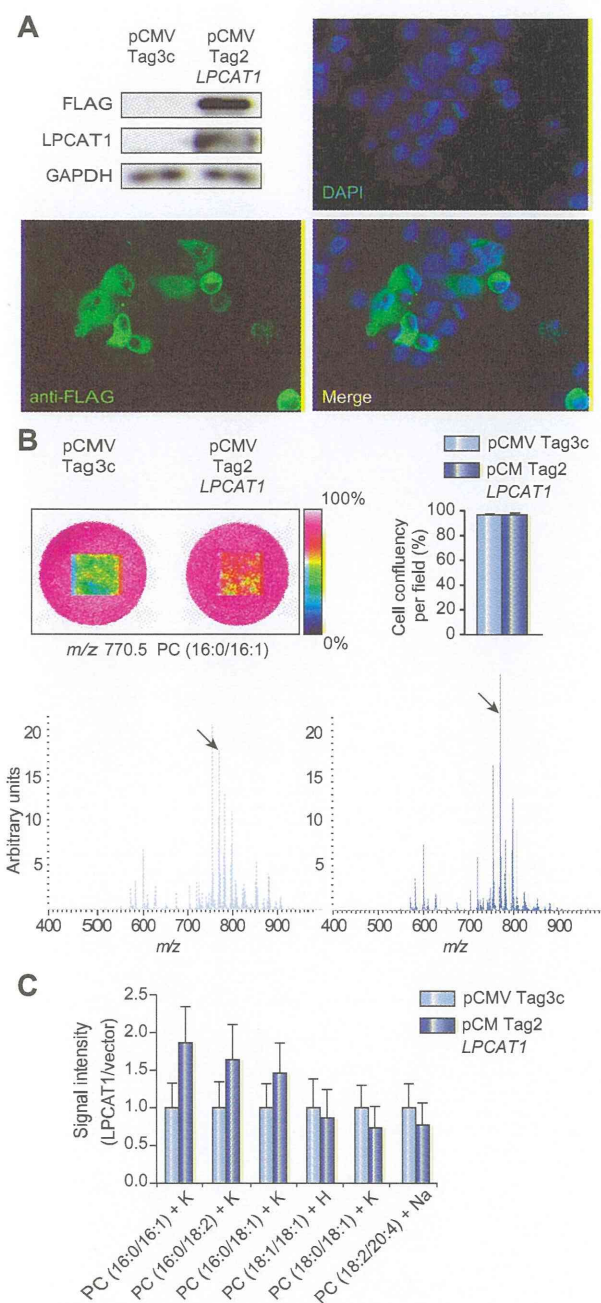 A
pCMV
Tag3c
pCMV
Tag2
LPCAT1
FLAG
LPCAT1
GAPDH
DAPI
anti-FLAG
Merge
B
pCMV
Tag3c
pCMV
Tag2
LPCAT1
100%
0%
m/z 770.5 PC (16:0/16:1)
pCMV Tag3c
pCM Tag2
LPCAT1
Cell confluency
per field (%)
100
80
60
40
20
0
Arbitrary units
20
15
10
5
0
400 500 600 700 800 900
m/z
20
15
10
5
0
400 500 600 700 800 900
m/z
C
pCMV Tag3c
pCM Tag2
LPCAT1
Signal intensity
(LPCAT1/vector)
2.5
2.0
1.5
1.0
0.5
0.0
PC (16:0/16:1) + K
PC (16:0/18:2) + K
PC (16:0/18:1) + K
PC (18:1/18:1) + H
PC (18:0/18:1) + K
PC (18:2/20:4) + Na